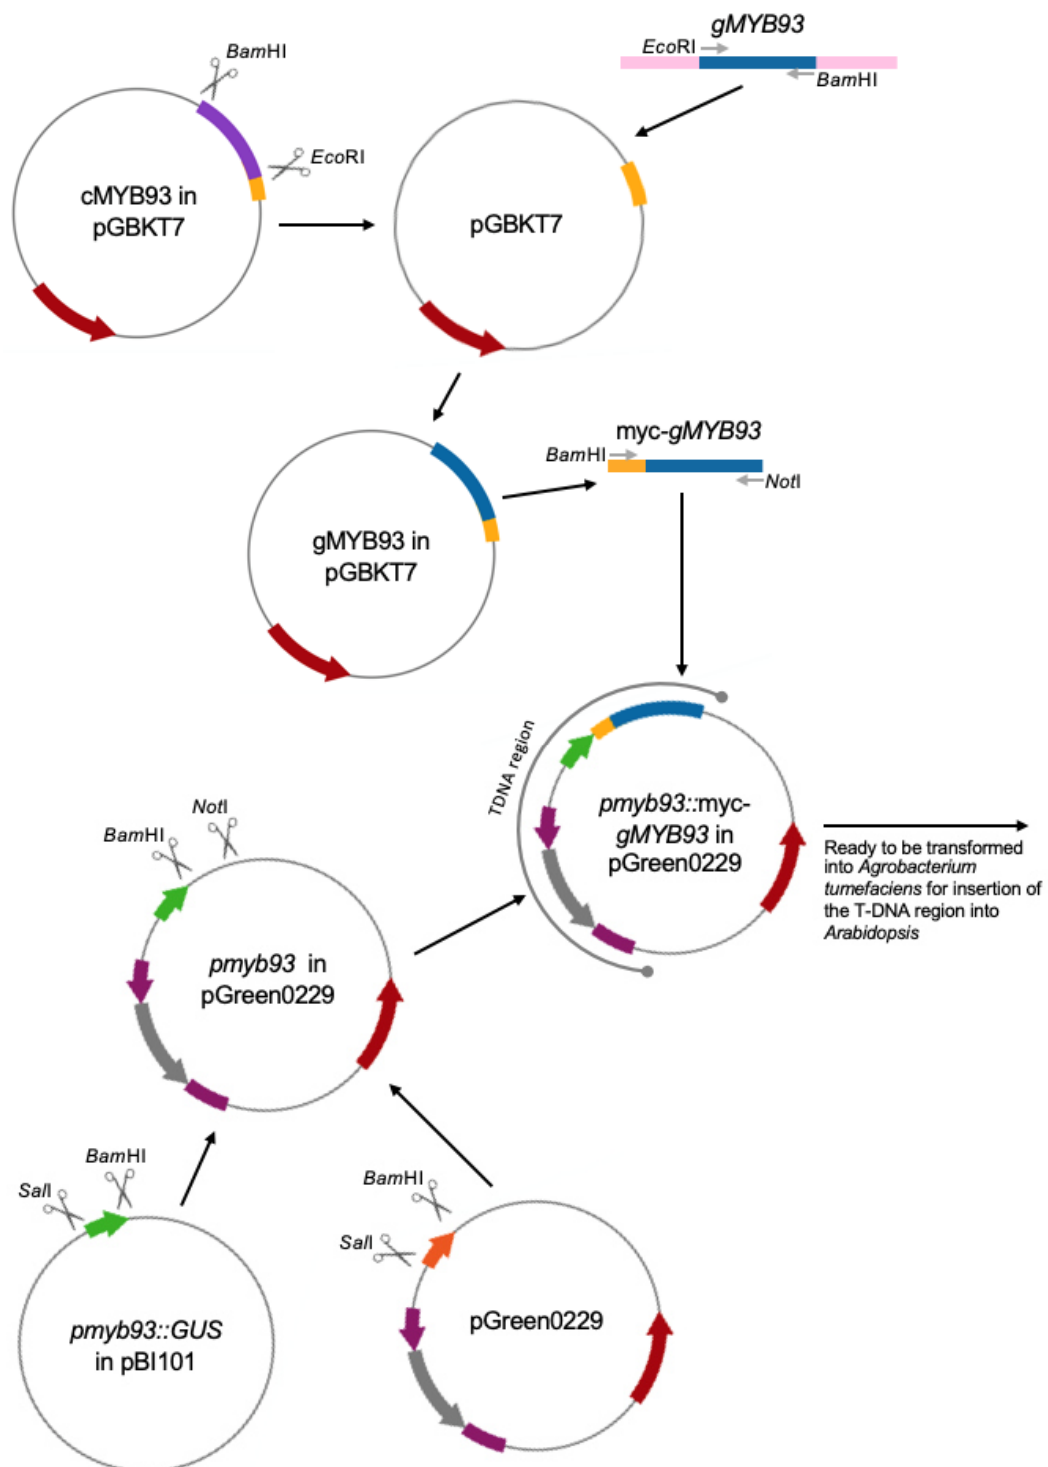 gMYB93
EcoRI
BamHI
BamHI
EcoRI
cMYB93 in
pGBKT7
pGBKT7
myc-gMYB93
BamHI
NotI
gMYB93 in
pGBKT7
TDNA region
pmyb93::myc-
gMYB93 in
pGreen0229
Ready to be transformed
into Agrobacterium
tumefaciens for insertion of
the T-DNA region into
Arabidopsis
NotI
BamHI
pmyb93 in
pGreen0229
BamHI
SalI
pmyb93::GUS
in pBI101
BamHI
SalI
pGreen0229